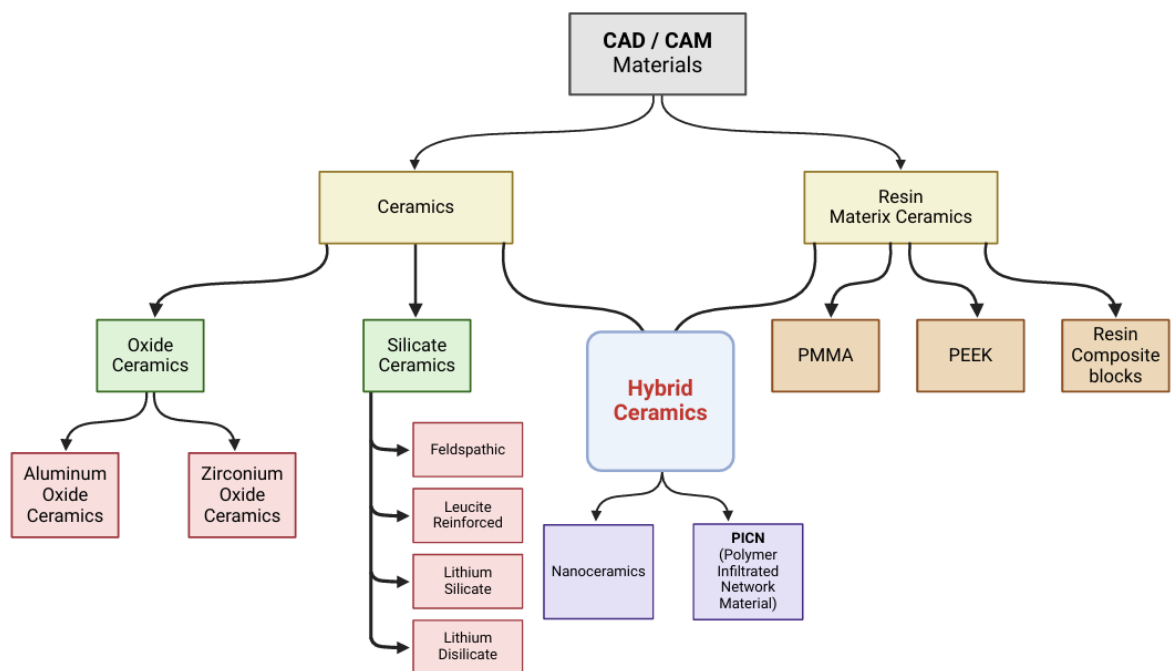 CAD / CAM
Materials
Ceramics
Resin
Materix Ceramics
Oxide
Ceramics
Silicate
Ceramics
Hybrid
Ceramics
PMMA
PEEK
Resin
Composite
blocks
Aluminum
Oxide
Ceramics
Zirconium
Oxide
Ceramics
Feldspathic
Leucite
Reinforced
Lithium
Silicate
Lithium
Disilicate
Nanoceramics
PICN
(Polymer
Infiltrated
Network
Material)